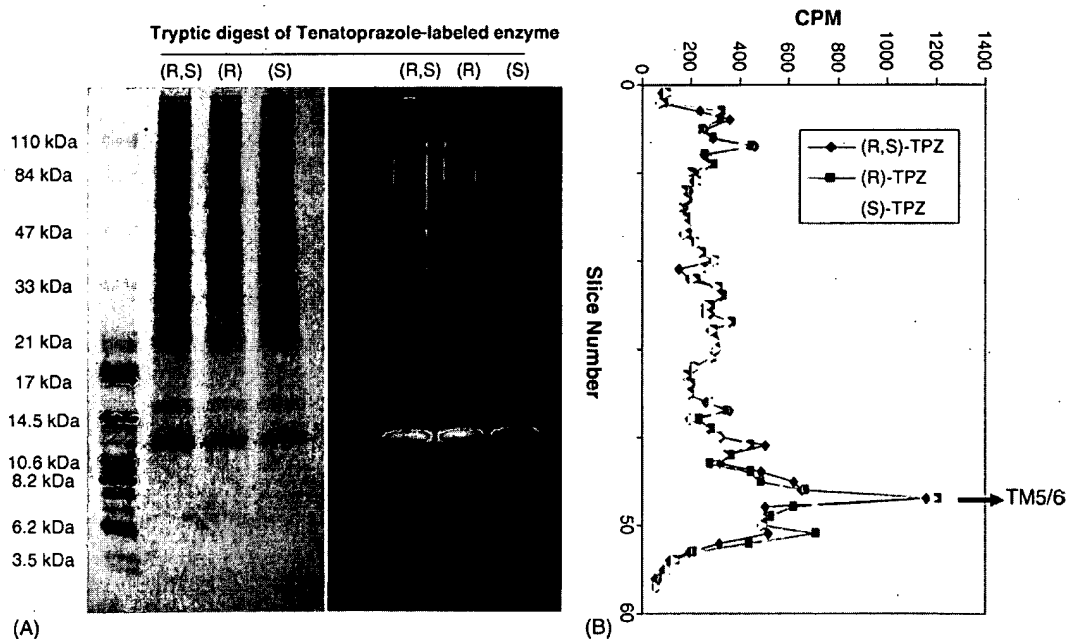 Tryptic digest of Tenatoprazole-labeled enzyme
(R,S) (R) (S) (R,S) (R) (S)
110 kDa
84 kDa
47 kDa
33 kDa
21 kDa
17 kDa
14.5 kDa
10.6 kDa
8.2 kDa
6.2 kDa
3.5 kDa
(A)
CPM
200 400 600 800 1000 1200 1400
0
50
60
Slice Number
(R,S)-TPZ
(R)-TPZ
(S)-TPZ
TM5/6
(B)